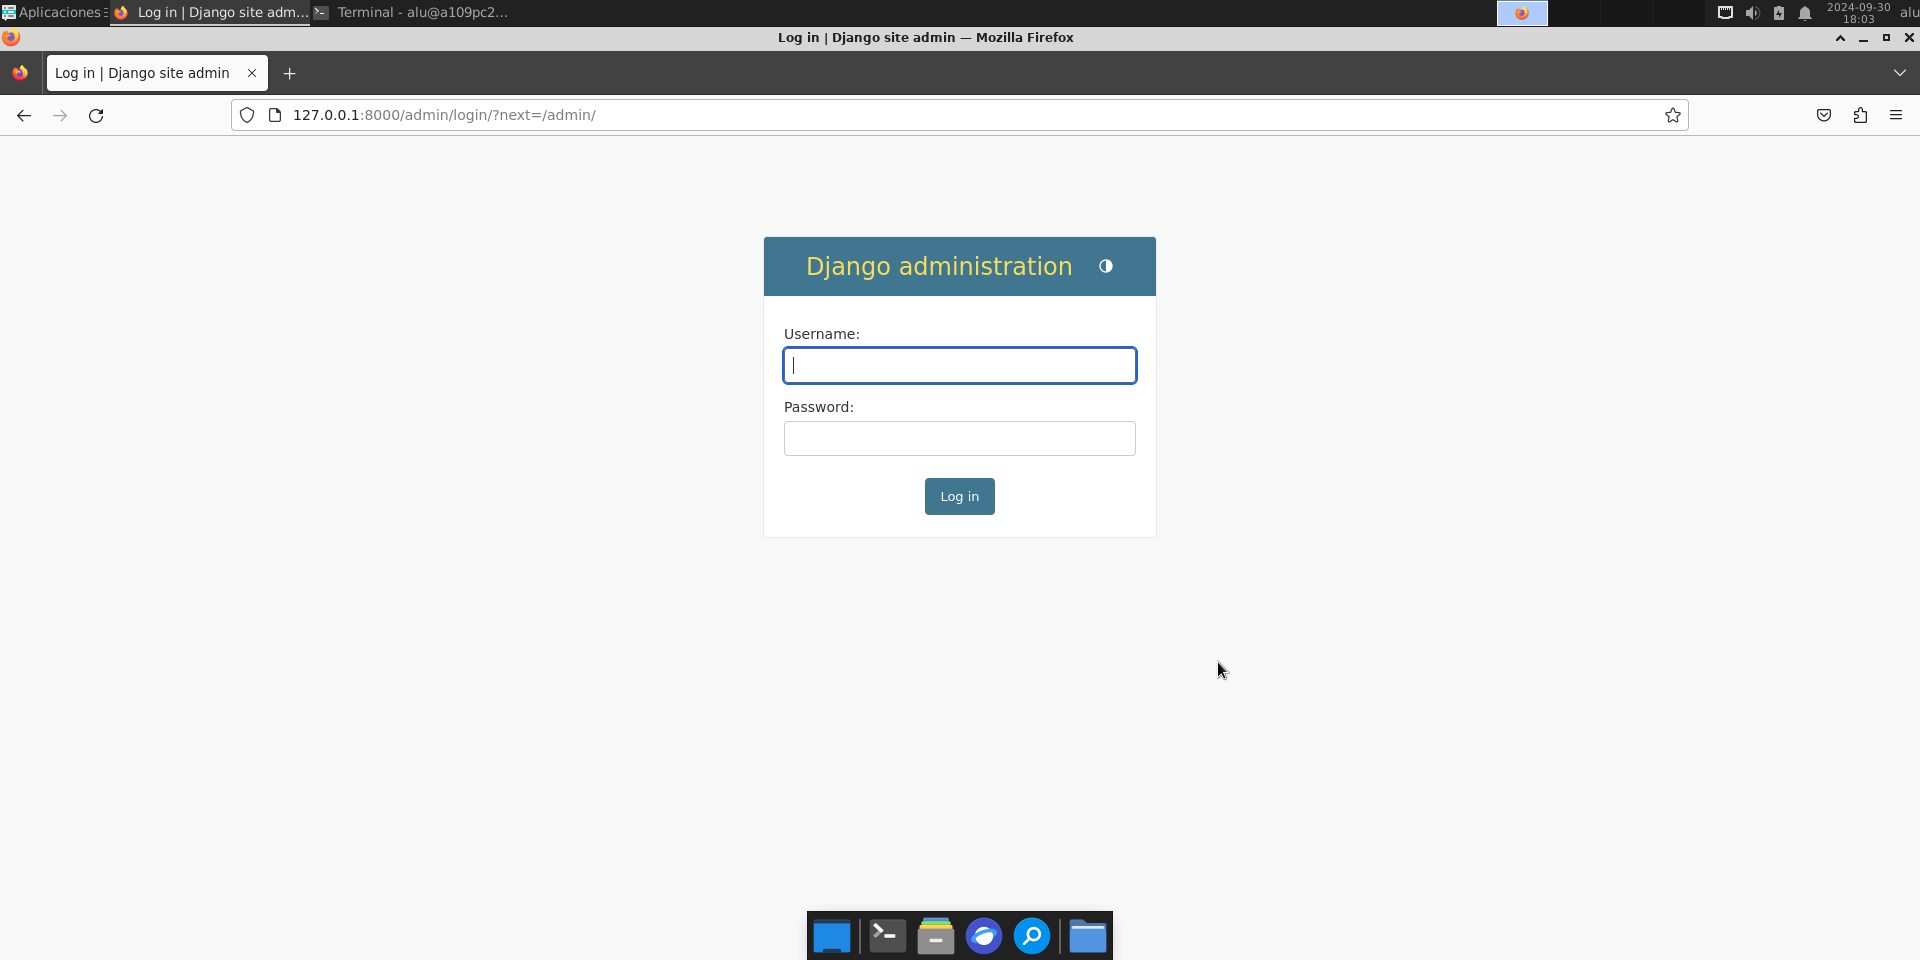 Aplicaciones
Log in | Django site adm...
Terminal - alu@a109pc2...
2024-09-30
18:03
alu
Log in | Django site admin — Mozilla Firefox
Log in | Django site admin
127.0.0.1:8000/admin/login/?next=/admin/
Django administration
Username:
Password:
Log in